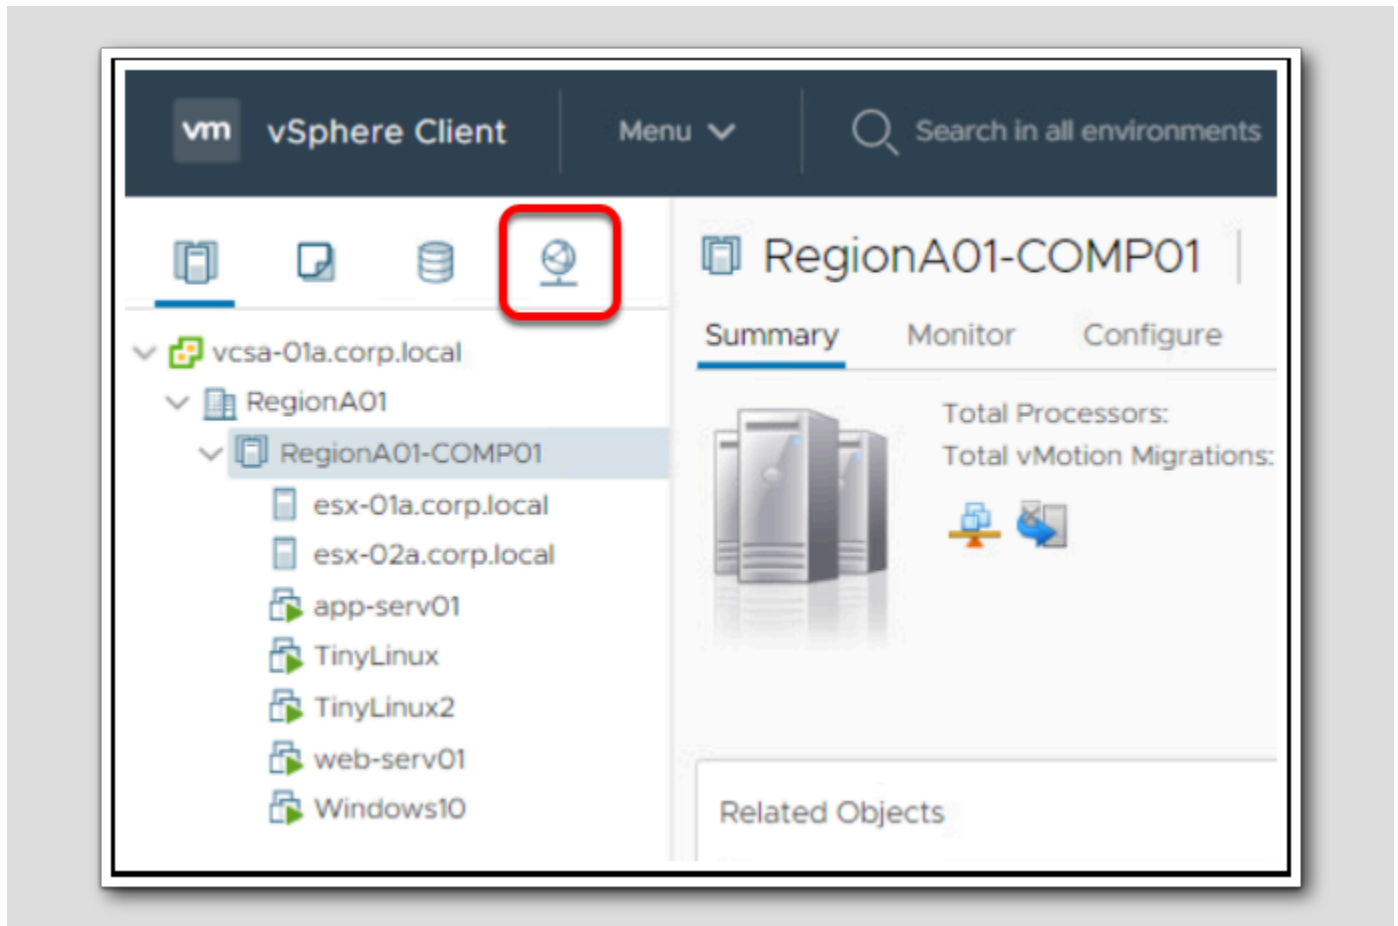 vm vSphere Client Menu Search in all environments
RegionA01-COMP01
Summary Monitor Configure
vcsa-01a.corp.local
RegionA01
RegionA01-COMP01
esx-01a.corp.local
esx-02a.corp.local
app-serv01
TinyLinux
TinyLinux2
web-serv01
Windows10
Total Processors:
Total vMotion Migrations:
Related Objects